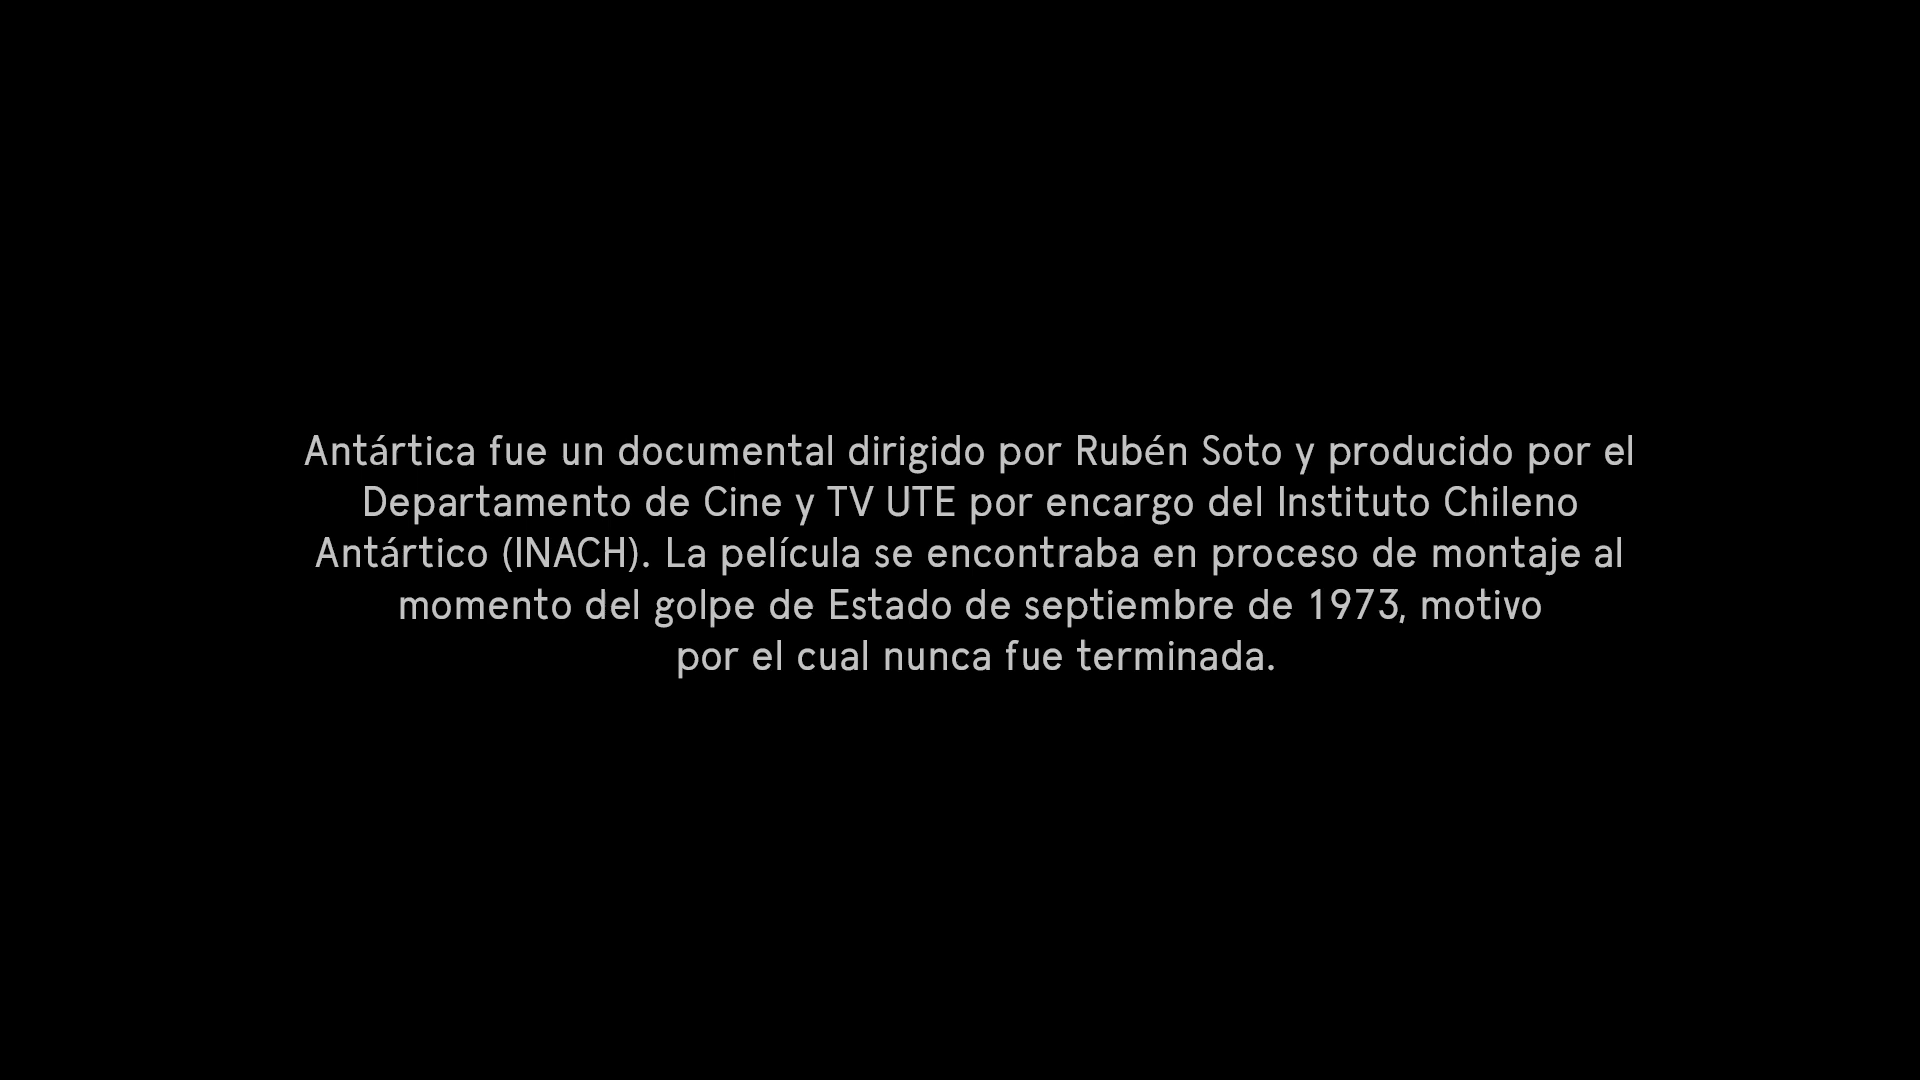 Antártica fue un documental dirigido por Rubén Soto y producido por el
Departamento de Cine y TV UTE por encargo del Instituto Chileno
Antártico (INACH). La película se encontraba en proceso de montaje al
momento del golpe de Estado de septiembre de 1973, motivo
por el cual nunca fue terminada.